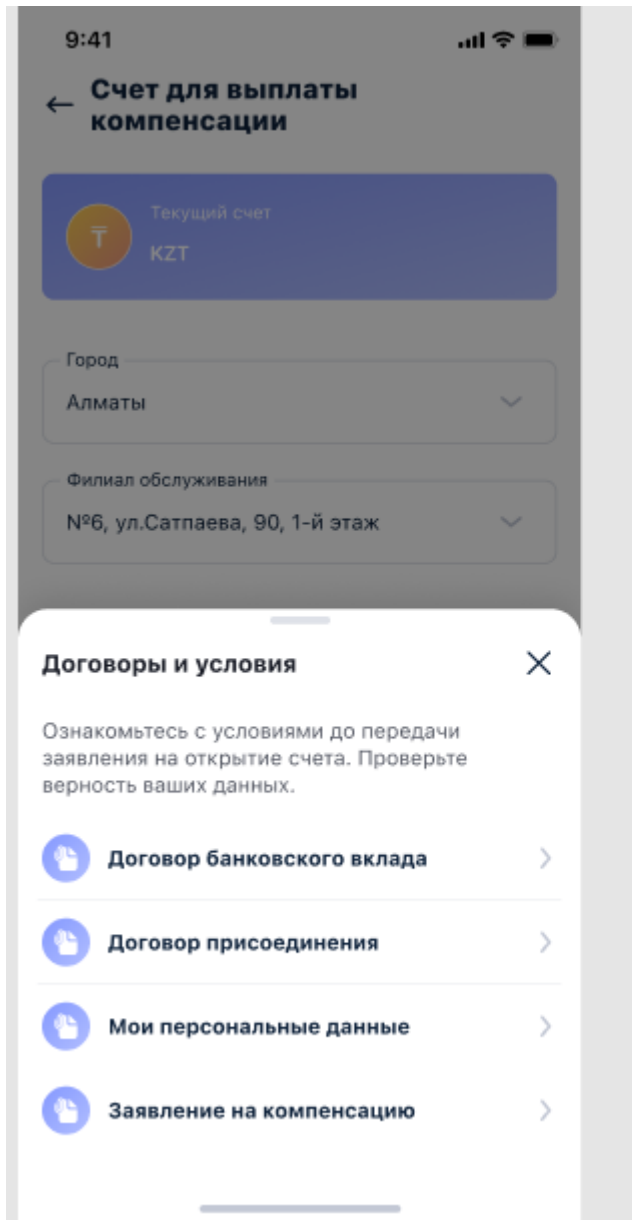 9:41
Счет для выплаты
компенсации
Текущий счет
₸
KZT
Город
Алматы
Филиал обслуживания
№6, ул.Сатпаева, 90, 1-й этаж
Договоры и условия
Ознакомьтесь с условиями до передачи
заявления на открытие счета. Проверьте
верность ваших данных.
Договор банковского вклада
Договор присоединения
Мои персональные данные
Заявление на компенсацию